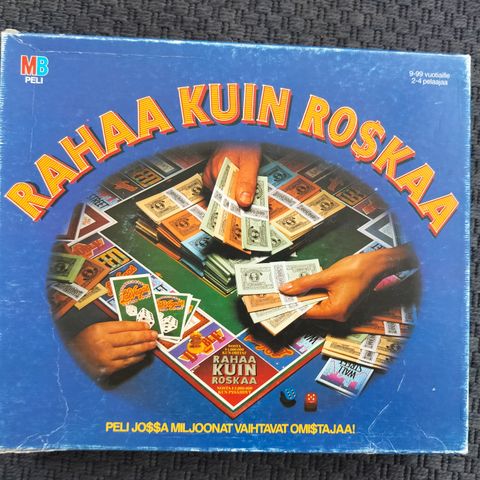 MB
PELI
9-99 vuotiaille
2-4 pelaajaa
RAHAA KUIN RO$KAA
RAHAA
KUIN
ROSKAA
WALL
PELI JO$$A MILJOONAT VAIHTAVAT OMI$TAJAA!